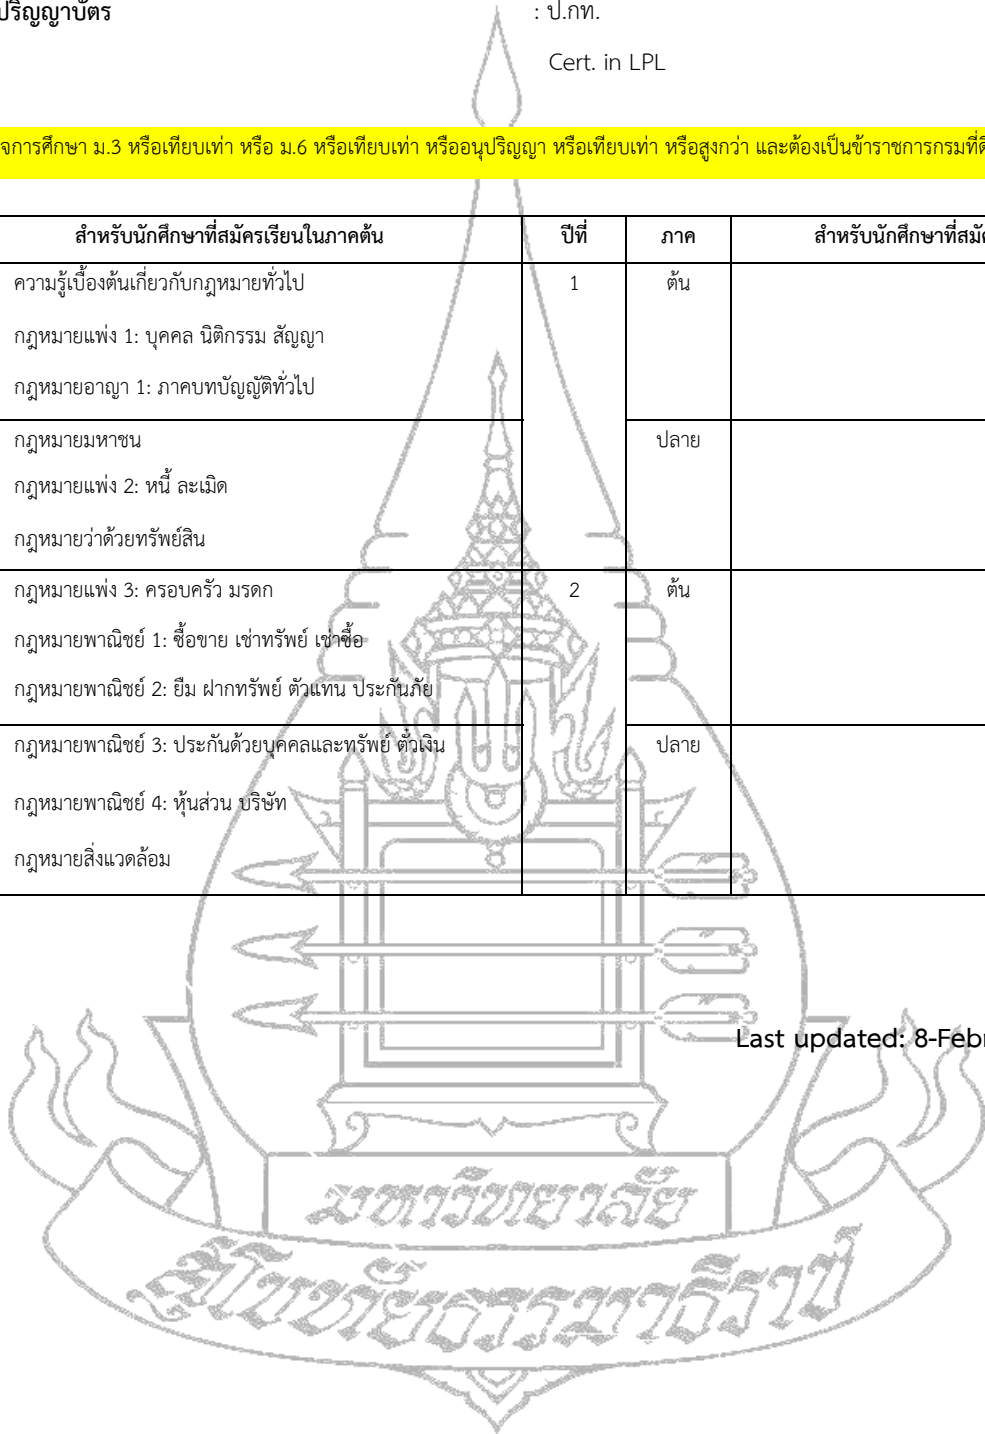 ปริญญาบัตร : ป.กท.
Cert. in LPL
จการศึกษา ม.3 หรือเทียบเท่า หรือ ม.6 หรือเทียบเท่า หรืออนุปริญญา หรือเทียบเท่า หรือสูงกว่า และต้องเป็นข้าราชการกรมที่ดิ
สำหรับนักศึกษาที่สมัครเรียนในภาคต้น ปีที่ ภาค สำหรับนักศึกษาที่สมัค
ความรู้เบื้องต้นเกี่ยวกับกฎหมายทั่วไป 1 ต้น
กฎหมายแพ่ง 1: บุคคล นิติกรรม สัญญา
กฎหมายอาญา 1: ภาคบทบัญญัติทั่วไป
กฎหมายมหาชน ปลาย
กฎหมายแพ่ง 2: หนี้ ละเมิด
กฎหมายว่าด้วยทรัพย์สิน
กฎหมายแพ่ง 3: ครอบครัว มรดก 2 ต้น
กฎหมายพาณิชย์ 1: ซื้อขาย เช่าทรัพย์ เช่าซื้อ
กฎหมายพาณิชย์ 2: ยืม ฝากทรัพย์ ตัวแทน ประกันภัย
กฎหมายพาณิชย์ 3: ประกันด้วยบุคคลและทรัพย์ ตั๋วเงิน ปลาย
กฎหมายพาณิชย์ 4: หุ้นส่วน บริษัท
กฎหมายสิ่งแวดล้อม
Last updated: 8-Febr
มหาวิทยาลัย
สุโขทัยธรรมาธิราช